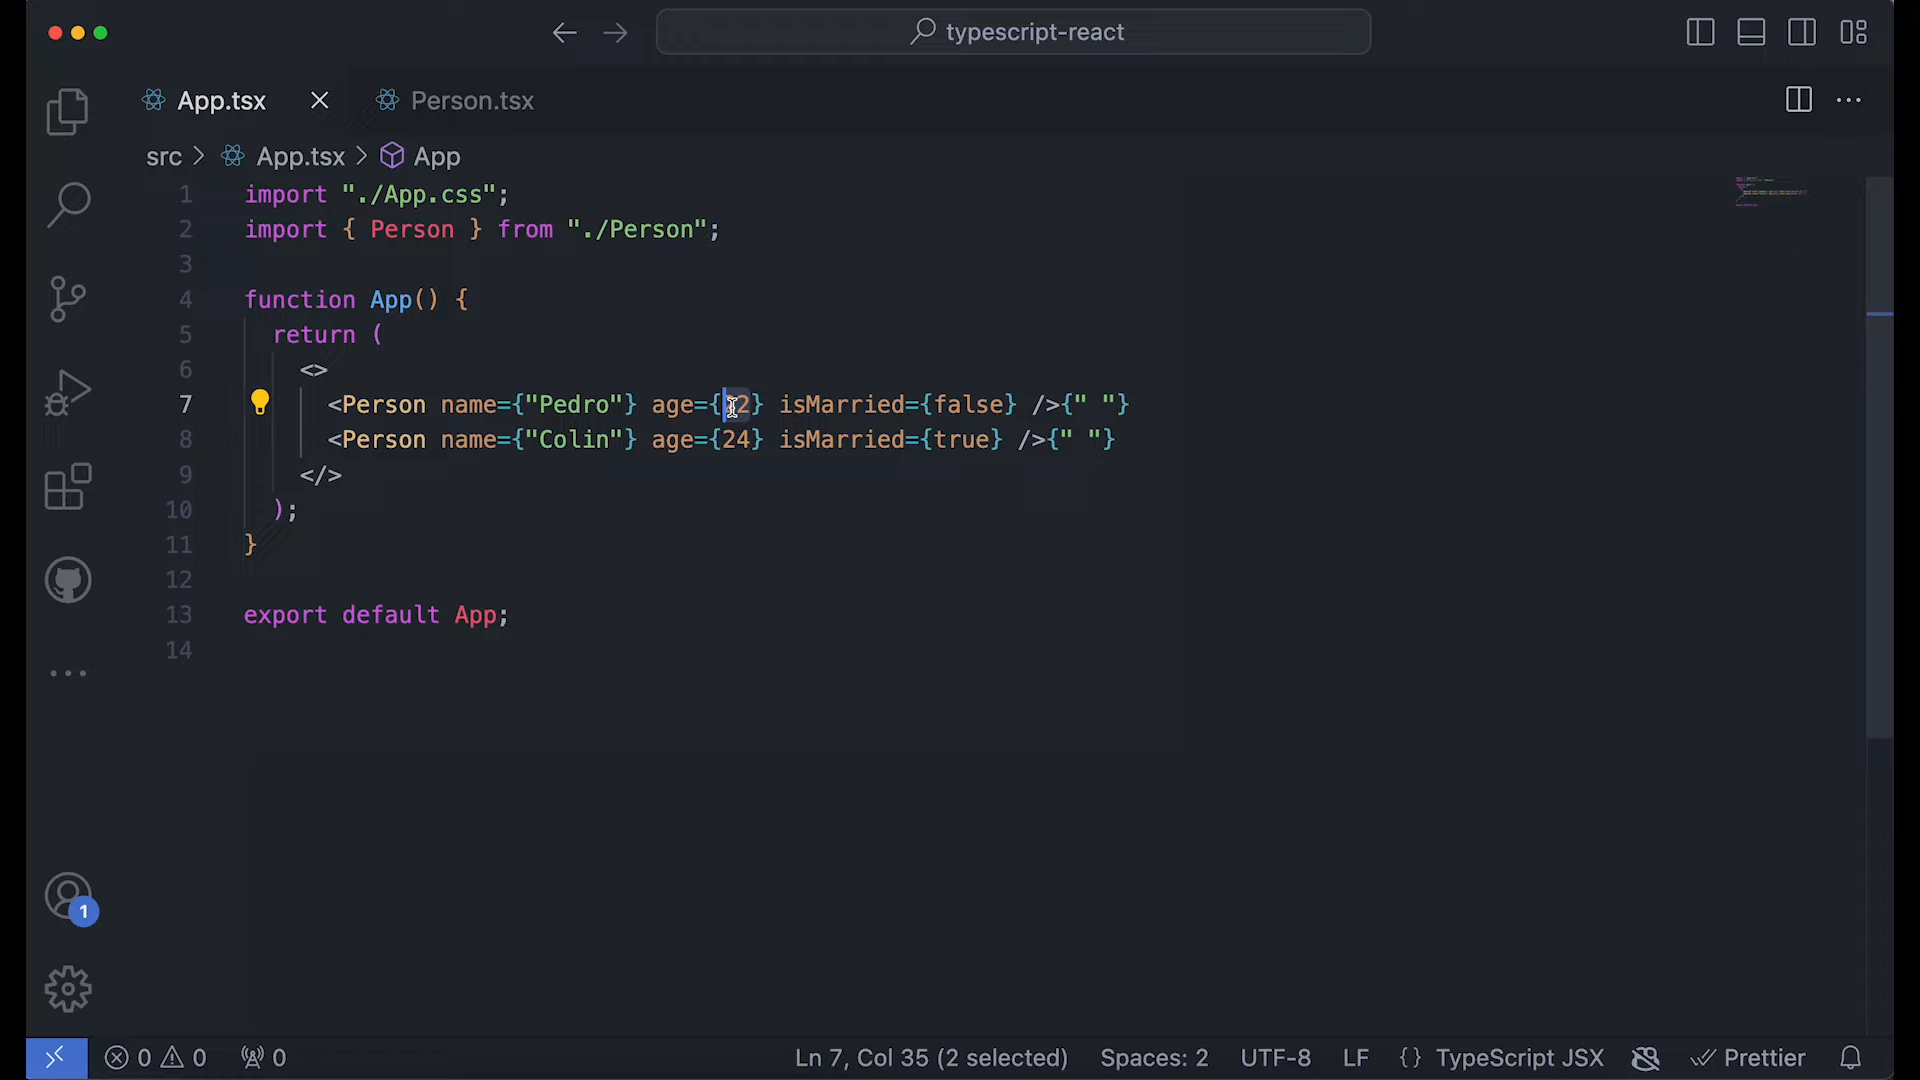 typescript-react
App.tsx Person.tsx
src > App.tsx > App
1 import "./App.css";
2 import { Person } from "./Person";
3
4 function App() {
5 return (
6 <>
7 <Person name={"Pedro"} age={22} isMarried={false} />{" "}
8 <Person name={"Colin"} age={24} isMarried={true} />{" "}
9 </>
10 );
11 }
12
13 export default App;
14
1
0 0 0 Ln 7, Col 35 (2 selected) Spaces: 2 UTF-8 LF {} TypeScript JSX Prettier